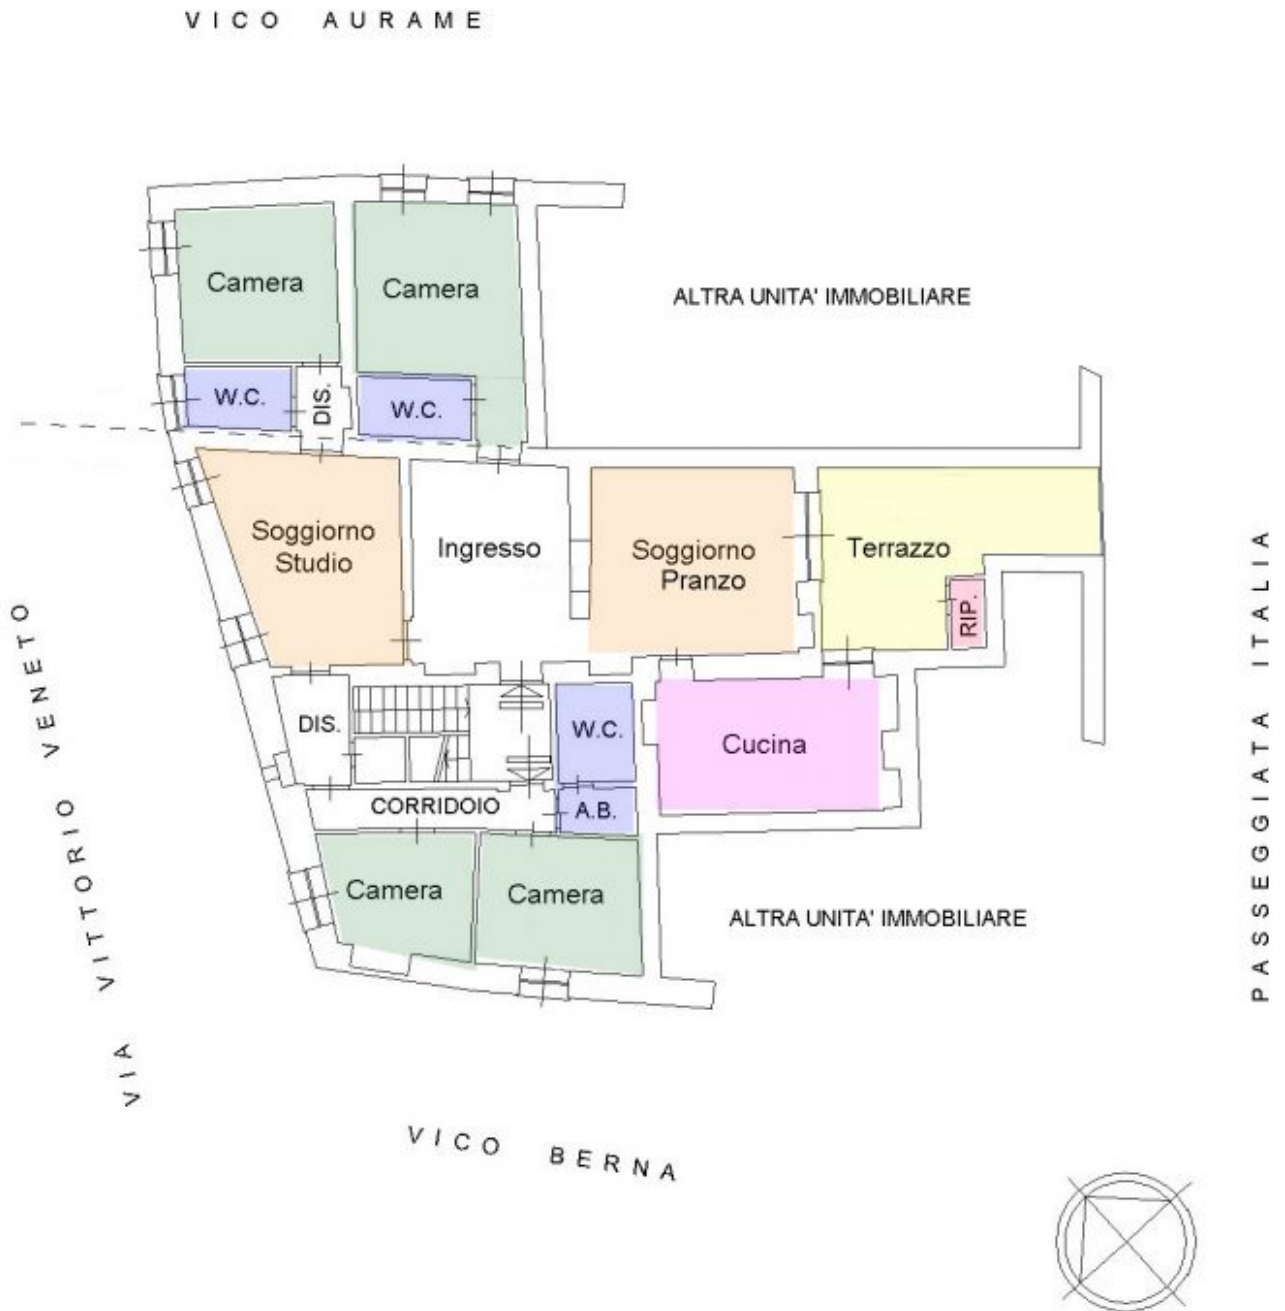 VICO AURAME
Camera
Camera
ALTRA UNITA' IMMOBILIARE
W.C.
DIS.
W.C.
Soggiorno
Studio
Ingresso
Soggiorno
Pranzo
Terrazzo
RIP.
DIS.
W.C.
Cucina
CORRIDOIO
A.B.
Camera
Camera
ALTRA UNITA' IMMOBILIARE
VIA VITTORIO VENETO
PASSEGGIATA ITALIA
VICO BERNA